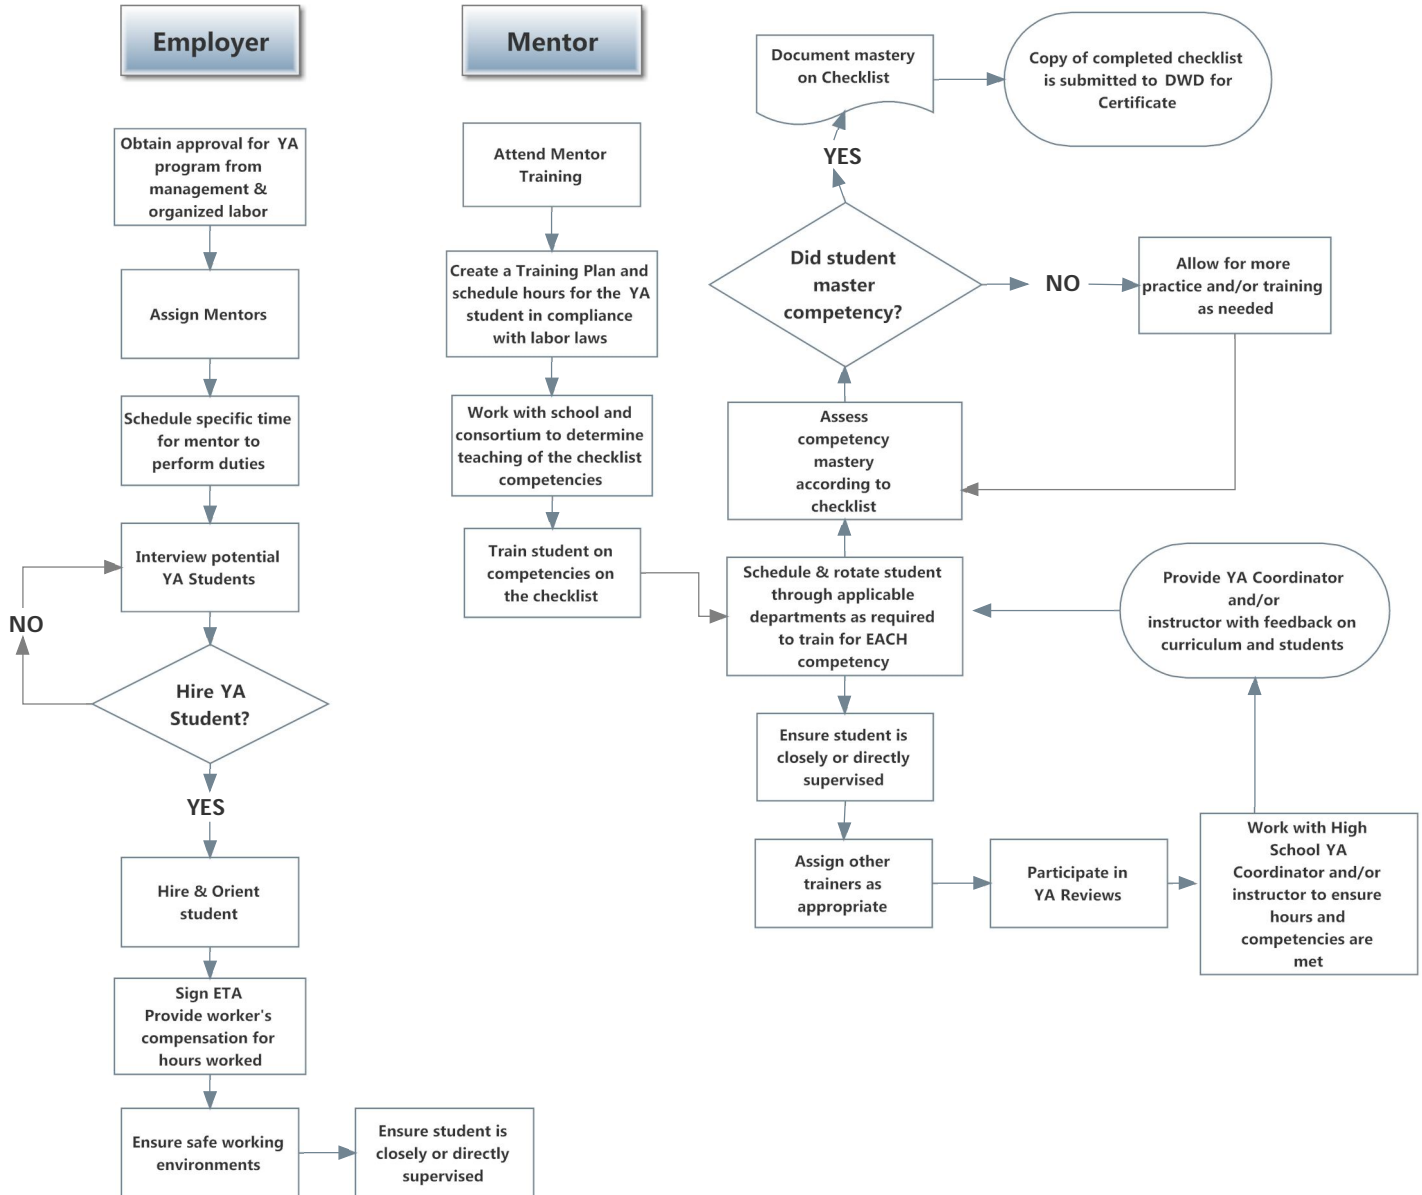 Employer
Obtain approval for YA
program from
management &
organized labor
Assign Mentors
Schedule specific time
for mentor to
perform duties
Interview potential
YA Students
NO
Hire YA
Student?
YES
Hire & Orient
student
Sign ETA
Provide worker's
compensation for
hours worked
Ensure safe working
environments
Ensure student is
closely or directly
supervised
Mentor
Attend Mentor
Training
Create a Training Plan and
schedule hours for the YA
student in compliance
with labor laws
Work with school and
consortium to determine
teaching of the checklist
competencies
Train student on
competencies on
the checklist
Document mastery
on Checklist
Copy of completed checklist
is submitted to DWD for
Certificate
YES
Did student
master
competency?
NO
Allow for more
practice and/or training
as needed
Assess
competency
mastery
according to
checklist
Schedule & rotate student
through applicable
departments as required
to train for EACH
competency
Provide YA Coordinator
and/or
instructor with feedback on
curriculum and students
Ensure student is
closely or directly
supervised
Assign other
trainers as
appropriate
Participate in
YA Reviews
Work with High
School YA
Coordinator and/or
instructor to ensure
hours and
competencies are
met